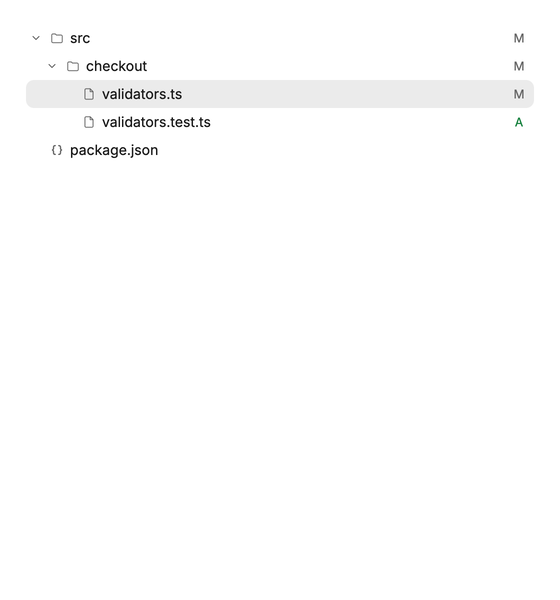 src M
checkout M
validators.ts M
validators.test.ts A
{} package.json